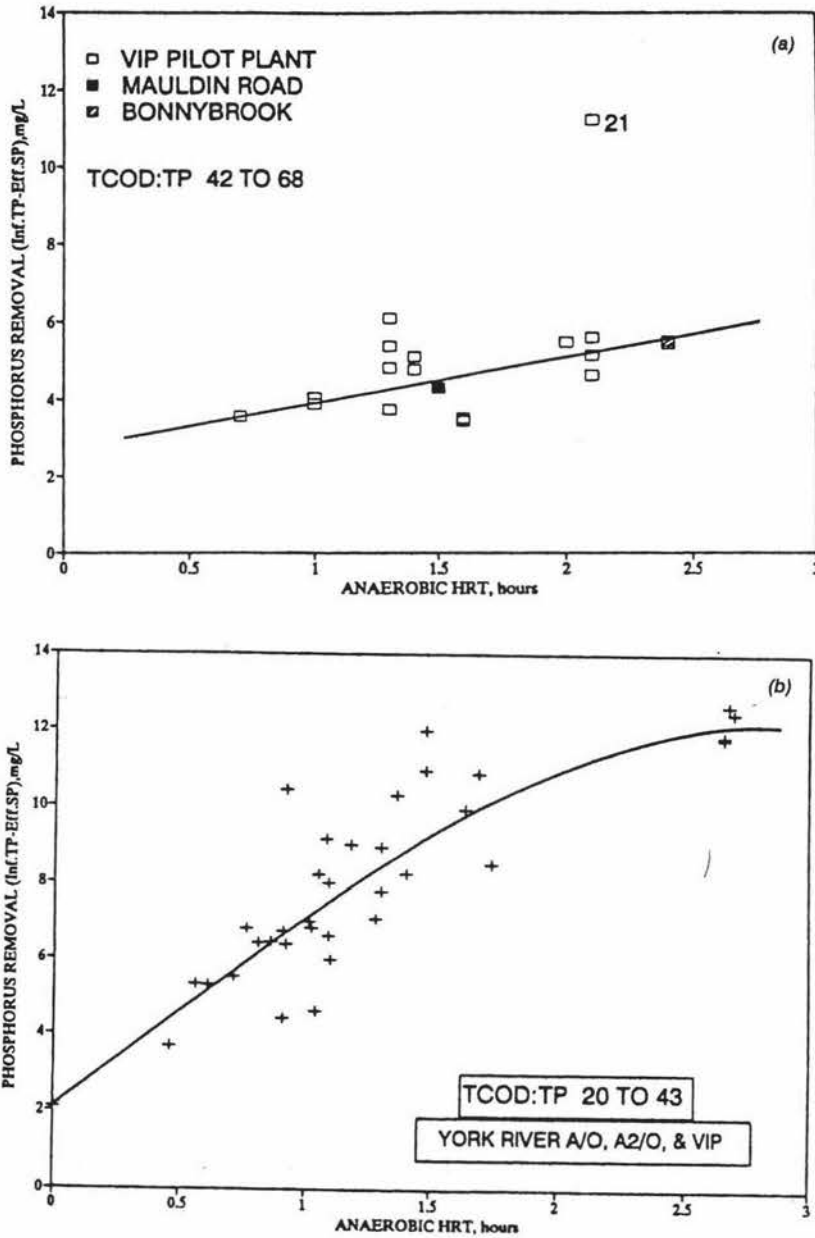 (a)
VIP PILOT PLANT
MAULDIN ROAD
BONNYBROOK
TCOD:TP 42 TO 68
21
PHOSPHORUS REMOVAL (Inf.TP-Eff.SP),mg/L
14
12
10
8
6
4
2
0
0 0.5 1 1.5 2 2.5 3
ANAEROBIC HRT, hours
(b)
PHOSPHORUS REMOVAL (Inf.TP-Eff.SP),mg/L
14
12
10
8
6
4
2
0
TCOD:TP 20 TO 43
YORK RIVER A/O, A2/O, & VIP
0 0.5 1 1.5 2 2.5 3
ANAEROBIC HRT, hours